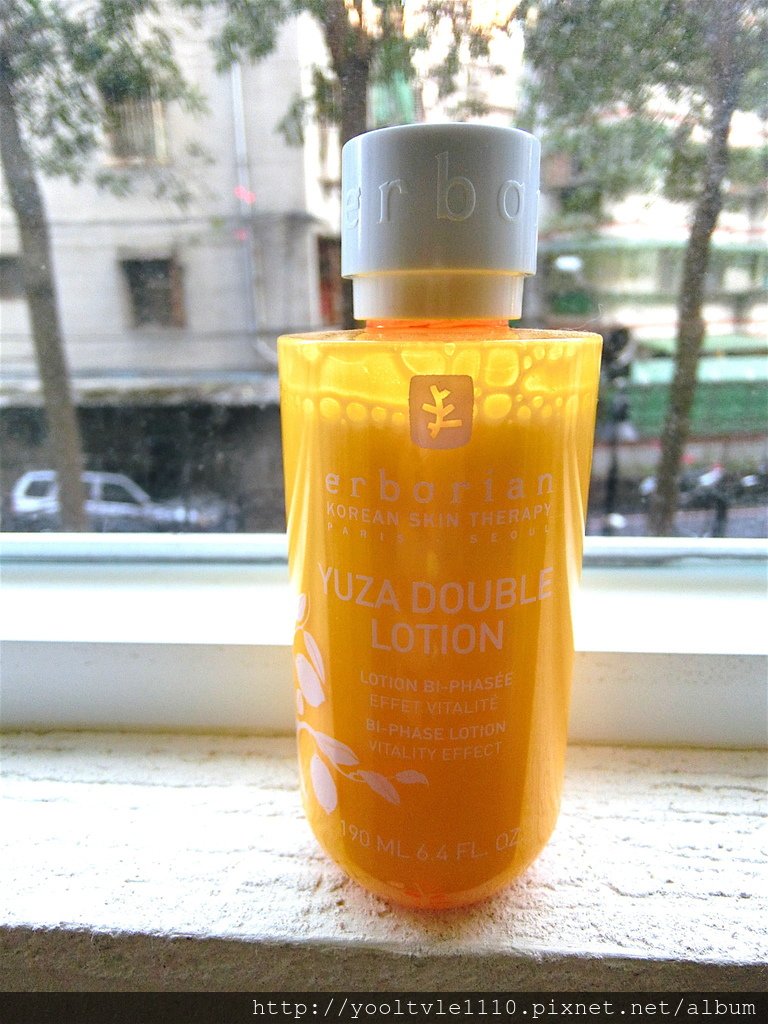 erbo
erborian
KOREAN SKIN THERAPY
PARIS SEOUL
YUZA DOUBLE
LOTION
LOTION BI-PHASÉE
EFFET VITALITÉ
BI-PHASE LOTION
VITALITY EFFECT
190 ML 6.4 FL. OZ.
http://yooltvle1110.pixnet.net/album